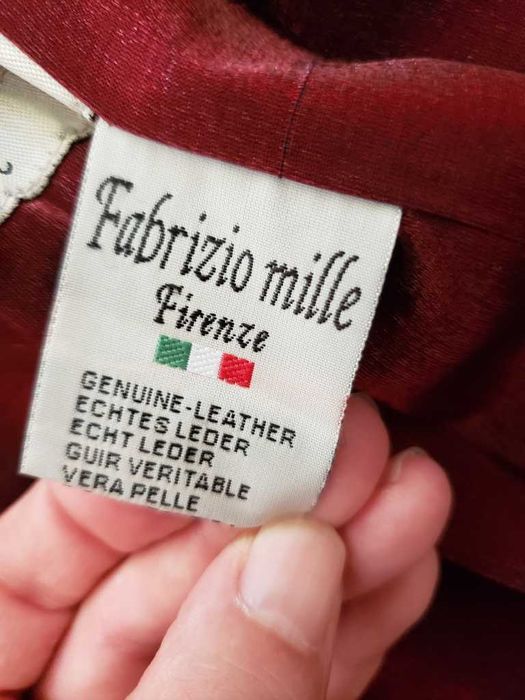 Fabrizio mille
Firenze
GENUINE-LEATHER
ECHTES LEDER
ECHT LEDER
GUIR VERITABLE
VERA PELLE